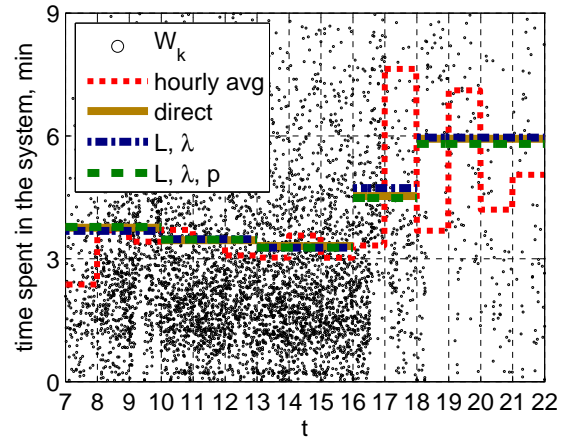 9
6
3
0
time spent in the system, min
W_k
hourly avg
direct
L, λ
L, λ, p
7 8 9 10 11 12 13 14 15 16 17 18 19 20 21 22
t